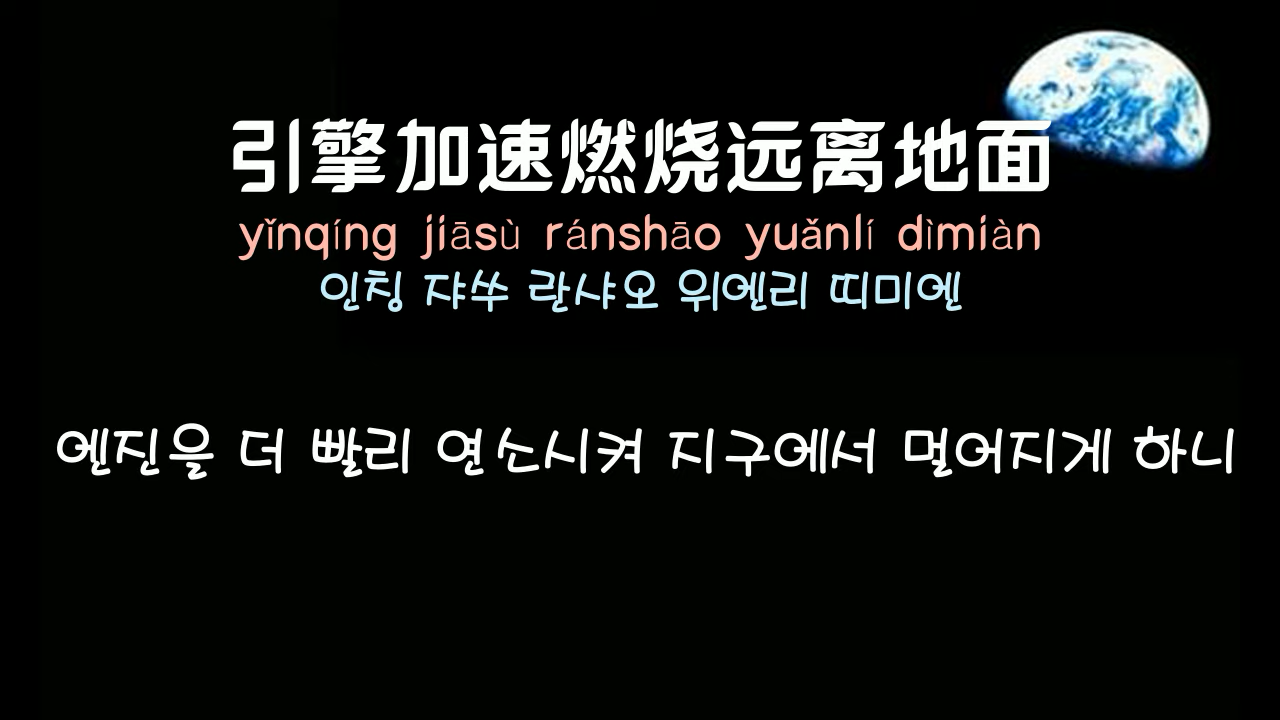 引擎加速燃烧远离地面
yǐnqíng jiāsù ránshāo yuǎnlí dìmiàn
인칭 쟈쑤 란샤오 위엔리 띠미엔
엔진을 더 빨리 연소시켜 지구에서 멀어지게 하니